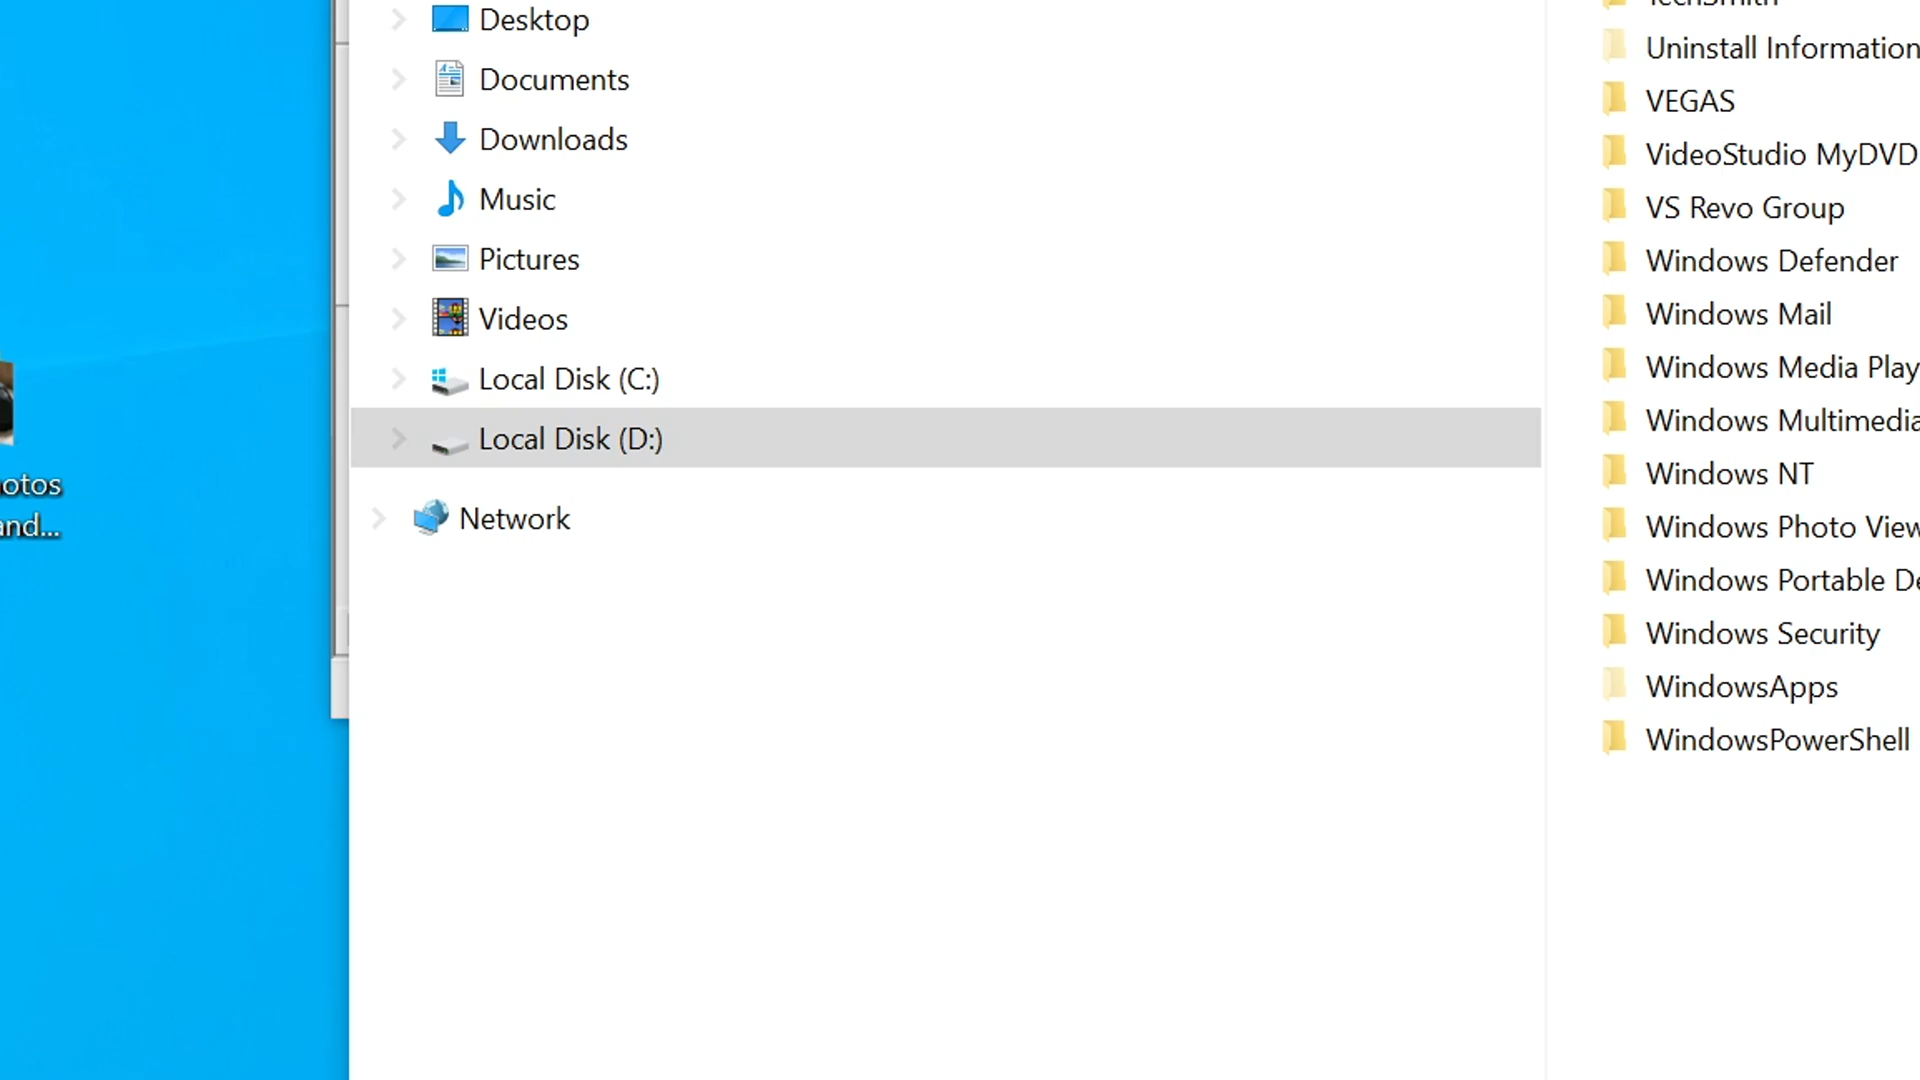 otos
and...
Desktop
Documents
Downloads
Music
Pictures
Videos
Local Disk (C:)
Local Disk (D:)
Network
TechSmith
Uninstall Information
VEGAS
VideoStudio MyDVD
VS Revo Group
Windows Defender
Windows Mail
Windows Media Play
Windows Multimedia
Windows NT
Windows Photo View
Windows Portable De
Windows Security
WindowsApps
WindowsPowerShell